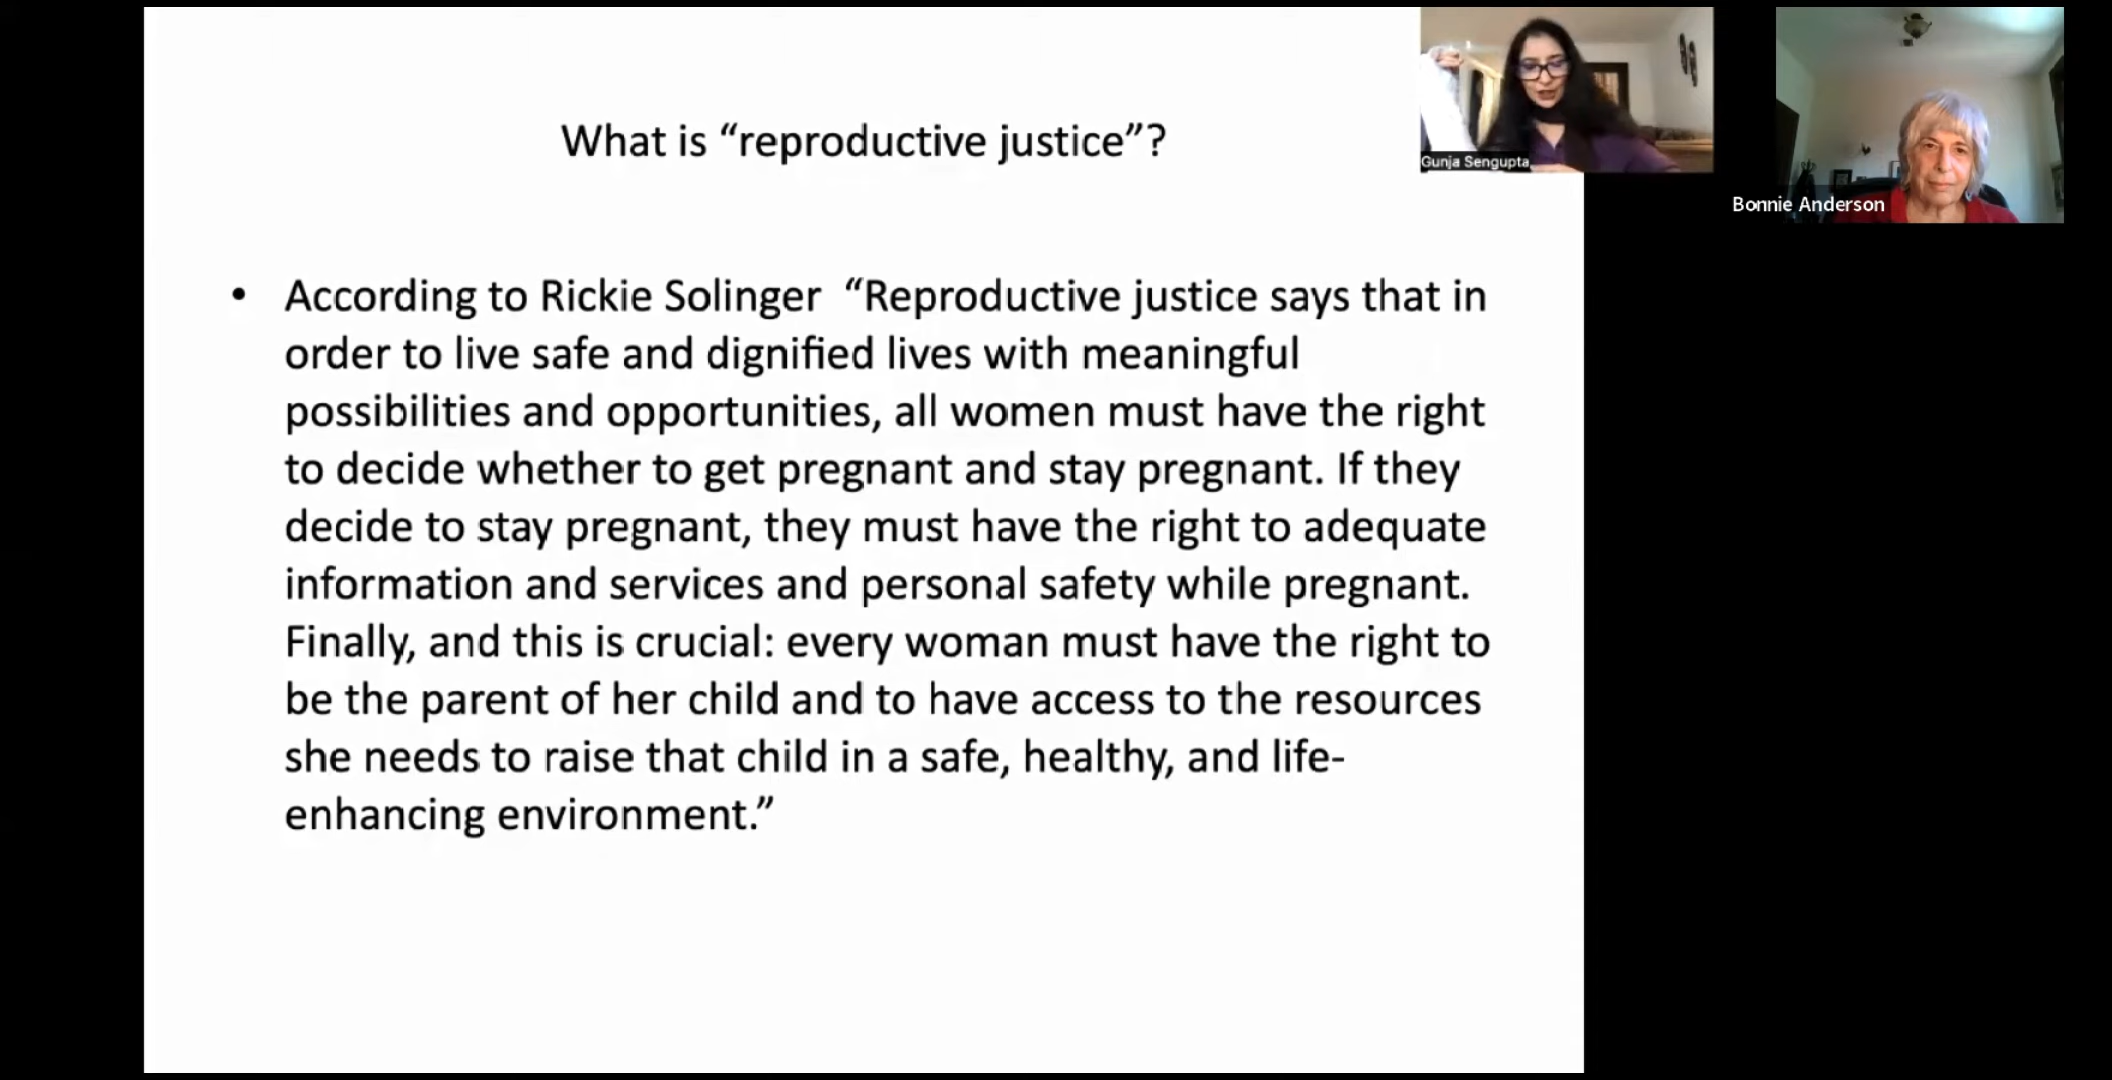 What is “reproductive justice”?
Gunja Sengupta
Bonnie Anderson
• According to Rickie Solinger “Reproductive justice says that in
order to live safe and dignified lives with meaningful
possibilities and opportunities, all women must have the right
to decide whether to get pregnant and stay pregnant. If they
decide to stay pregnant, they must have the right to adequate
information and services and personal safety while pregnant.
Finally, and this is crucial: every woman must have the right to
be the parent of her child and to have access to the resources
she needs to raise that child in a safe, healthy, and life-
enhancing environment.”